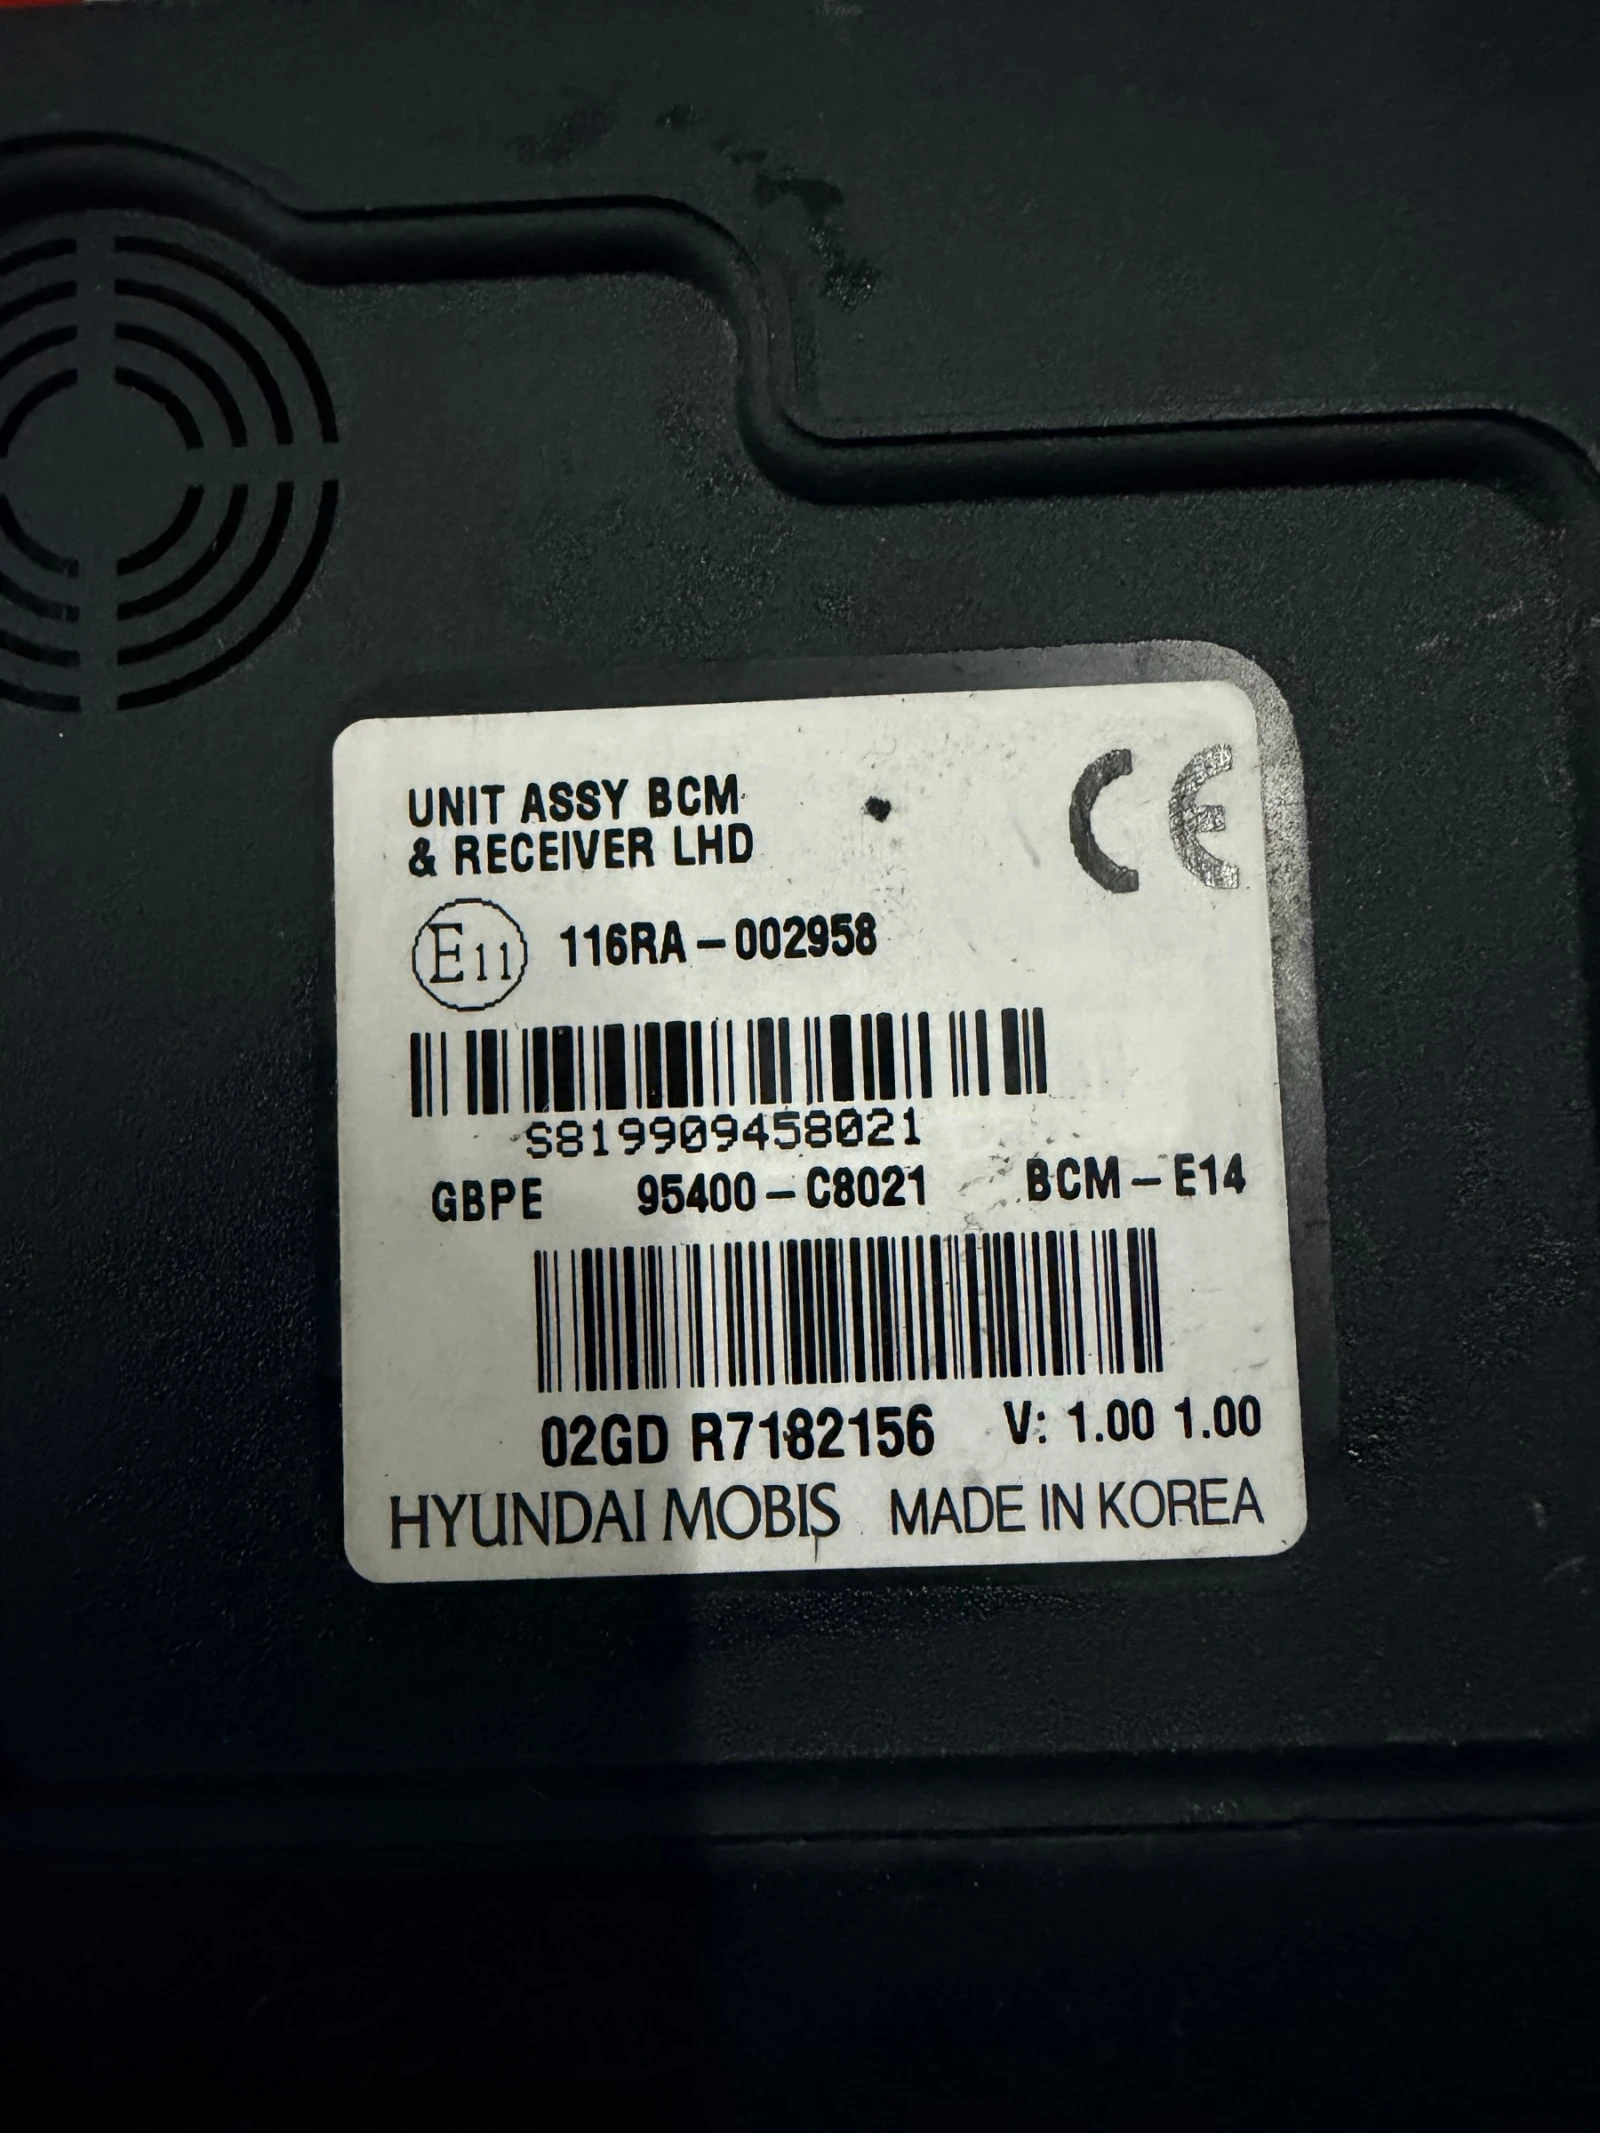 UNIT ASSY BCM
& RECEIVER LHD
CE
E11 116RA-002958
S819909458021
GBPE 95400-C8021 BCM-E14
02GD R7182156 V: 1.00 1.00
HYUNDAI MOBIS MADE IN KOREA